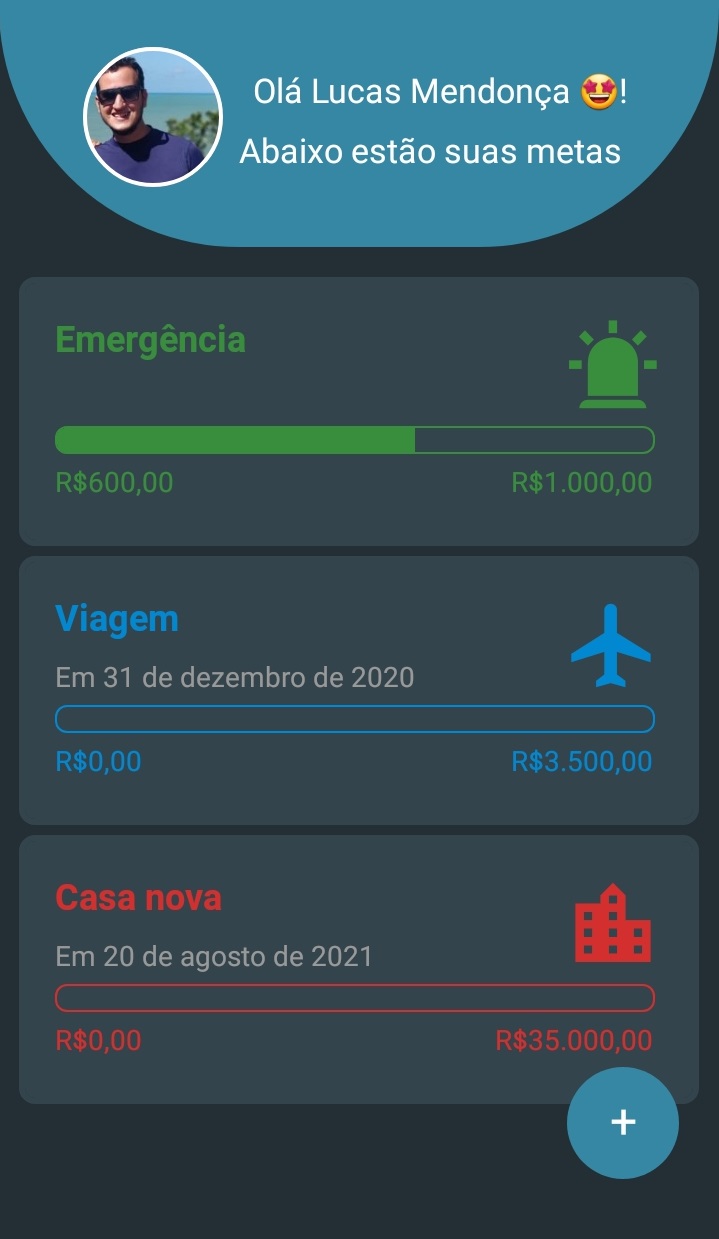 Olá Lucas Mendonça 🤩!
Abaixo estão suas metas
Emergência
R$600,00 R$1.000,00
Viagem
Em 31 de dezembro de 2020
R$0,00 R$3.500,00
Casa nova
Em 20 de agosto de 2021
R$0,00 R$35.000,00
+